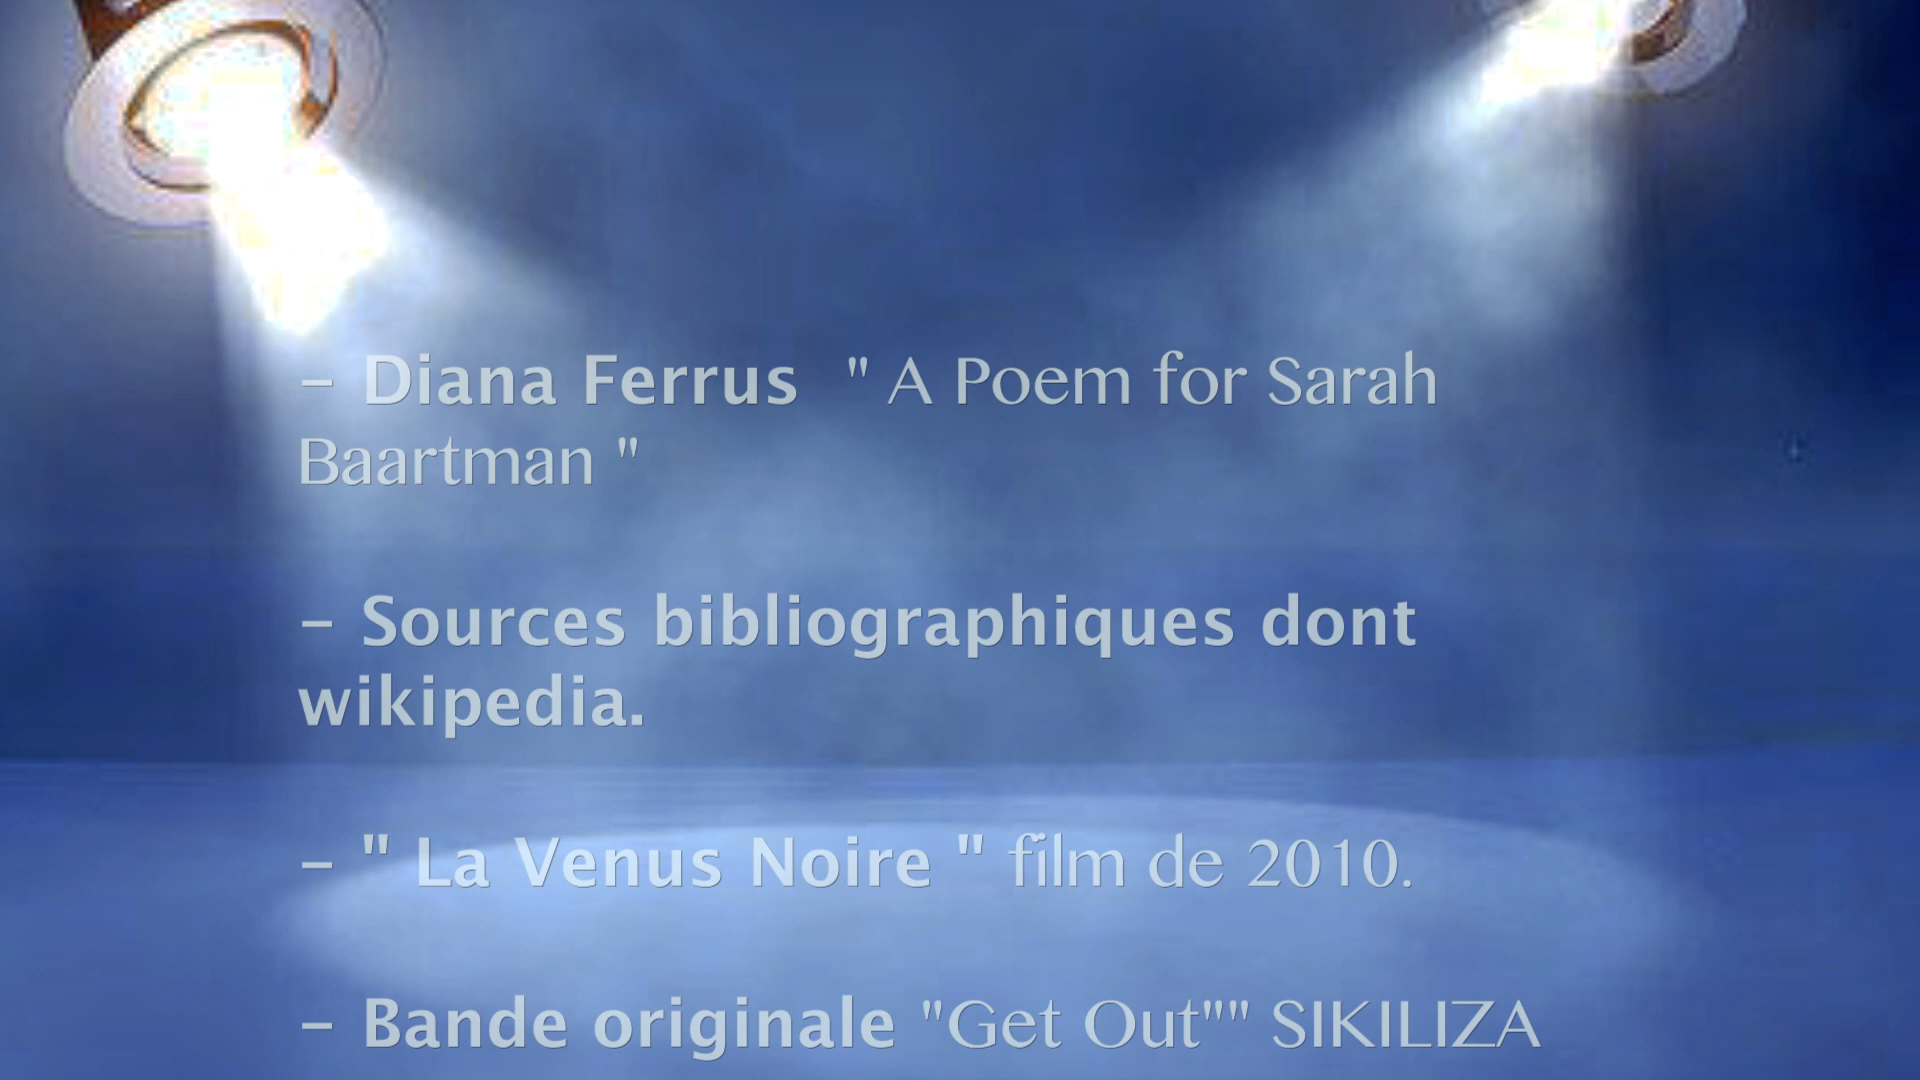 - Diana Ferrus " A Poem for Sarah
Baartman "
- Sources bibliographiques dont
wikipedia.
- " La Venus Noire " film de 2010.
- Bande originale "Get Out"" SIKILIZA